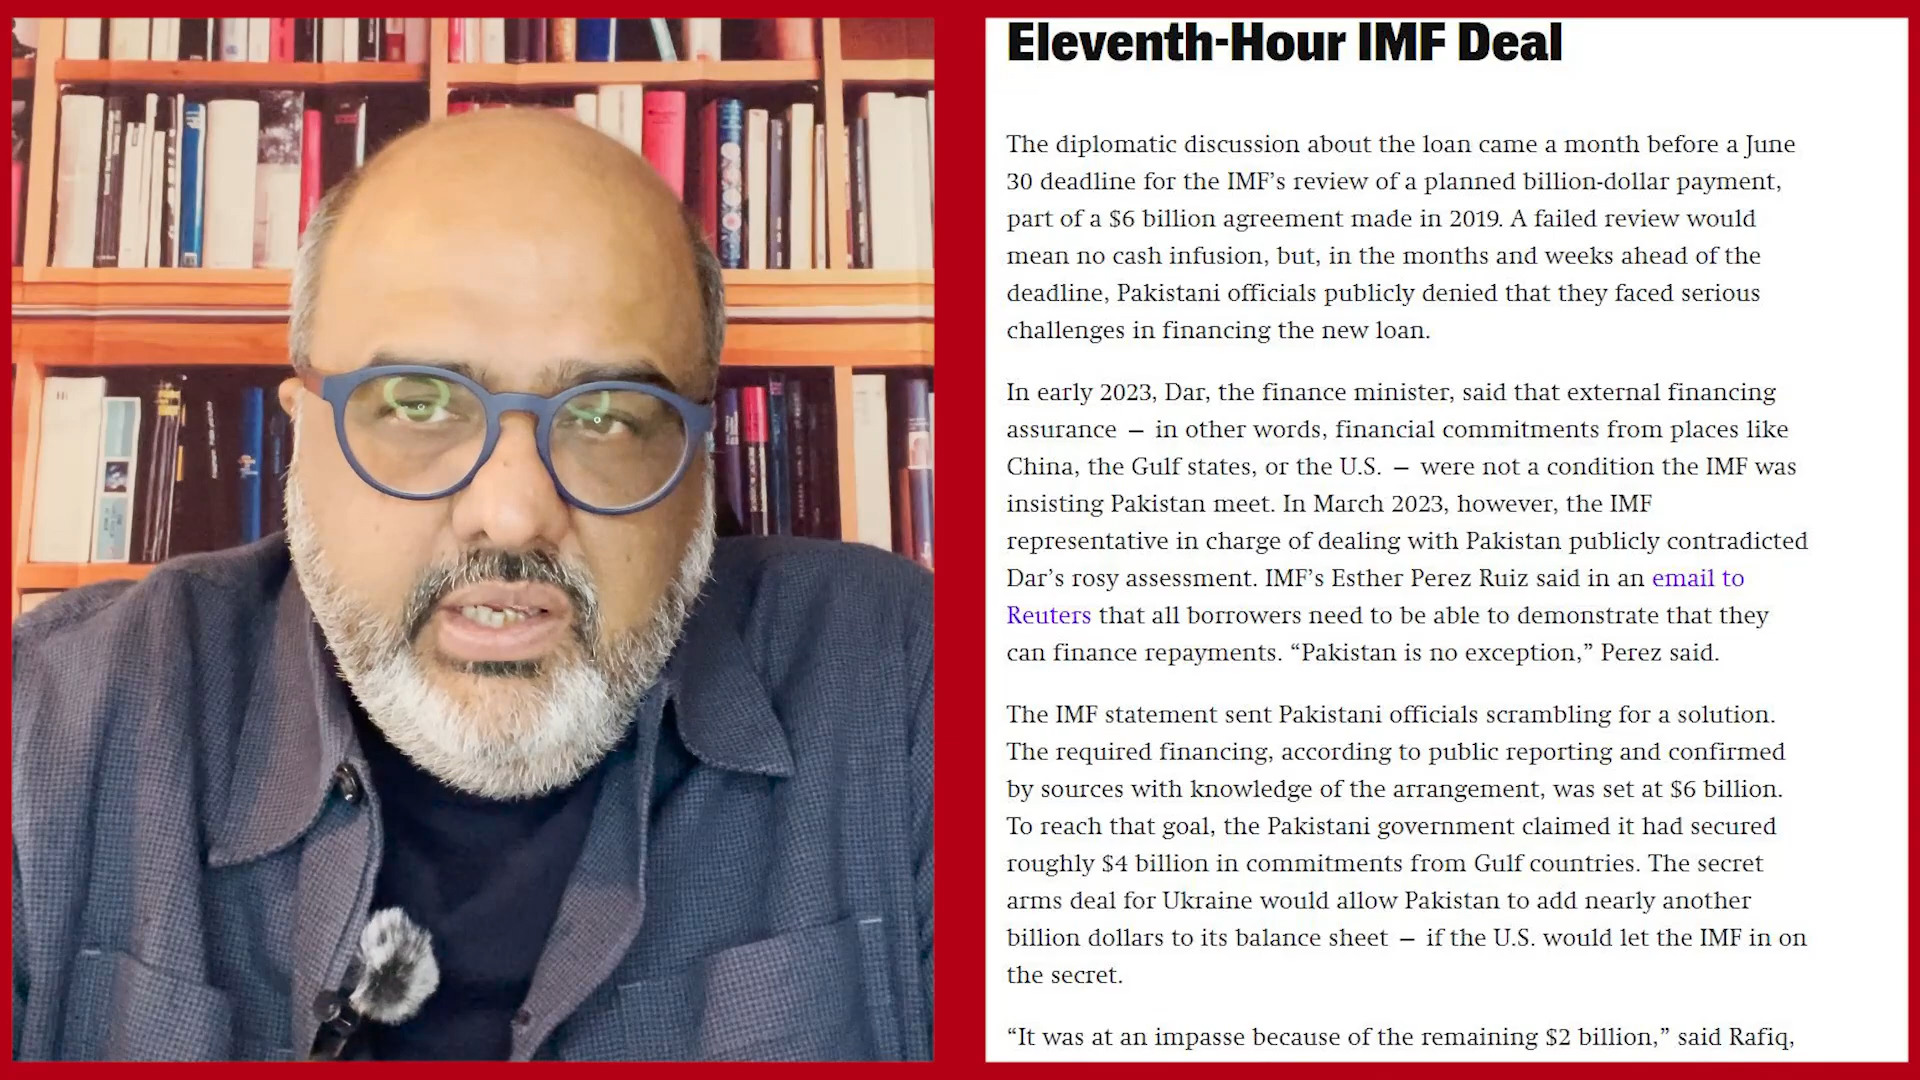 Eleventh-Hour IMF Deal
The diplomatic discussion about the loan came a month before a June
30 deadline for the IMF’s review of a planned billion-dollar payment,
part of a $6 billion agreement made in 2019. A failed review would
mean no cash infusion, but, in the months and weeks ahead of the
deadline, Pakistani officials publicly denied that they faced serious
challenges in financing the new loan.
In early 2023, Dar, the finance minister, said that external financing
assurance — in other words, financial commitments from places like
China, the Gulf states, or the U.S. — were not a condition the IMF was
insisting Pakistan meet. In March 2023, however, the IMF
representative in charge of dealing with Pakistan publicly contradicted
Dar’s rosy assessment. IMF’s Esther Perez Ruiz said in an email to
Reuters that all borrowers need to be able to demonstrate that they
can finance repayments. “Pakistan is no exception,” Perez said.
The IMF statement sent Pakistani officials scrambling for a solution.
The required financing, according to public reporting and confirmed
by sources with knowledge of the arrangement, was set at $6 billion.
To reach that goal, the Pakistani government claimed it had secured
roughly $4 billion in commitments from Gulf countries. The secret
arms deal for Ukraine would allow Pakistan to add nearly another
billion dollars to its balance sheet — if the U.S. would let the IMF in on
the secret.
“It was at an impasse because of the remaining $2 billion,” said Rafiq,